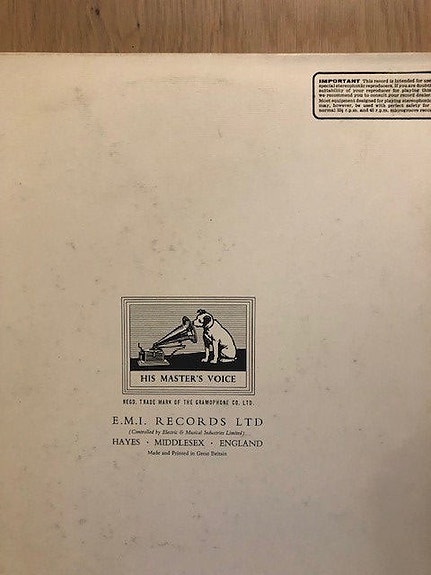 IMPORTANT This record is intended for use
special stereophonic reproducers. If you are doubt
suitability of your reproducer for playing this
we recommend you to consult your record dealer
Most equipment designed for playing stereophonic
may, however, be used with perfect safety for
normal 33⅓ r.p.m. and 45 r.p.m. microgroove reco
HIS MASTER'S VOICE
REGD. TRADE MARK OF THE GRAMOPHONE CO. LTD.
E.M.I. RECORDS LTD
(Controlled by Electric & Musical Industries Limited)
HAYES · MIDDLESEX · ENGLAND
Made and Printed in Great Britain